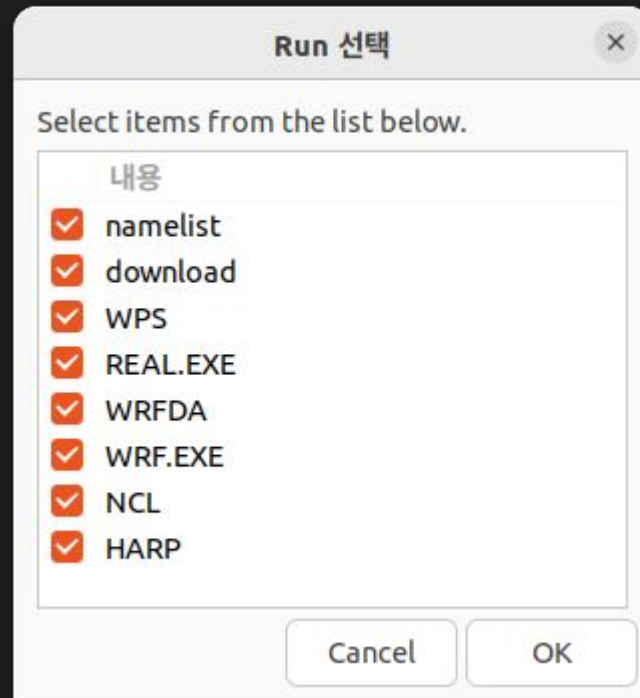 Run 선택
Select items from the list below.
내용
namelist
download
WPS
REAL.EXE
WRFDA
WRF.EXE
NCL
HARP
Cancel OK